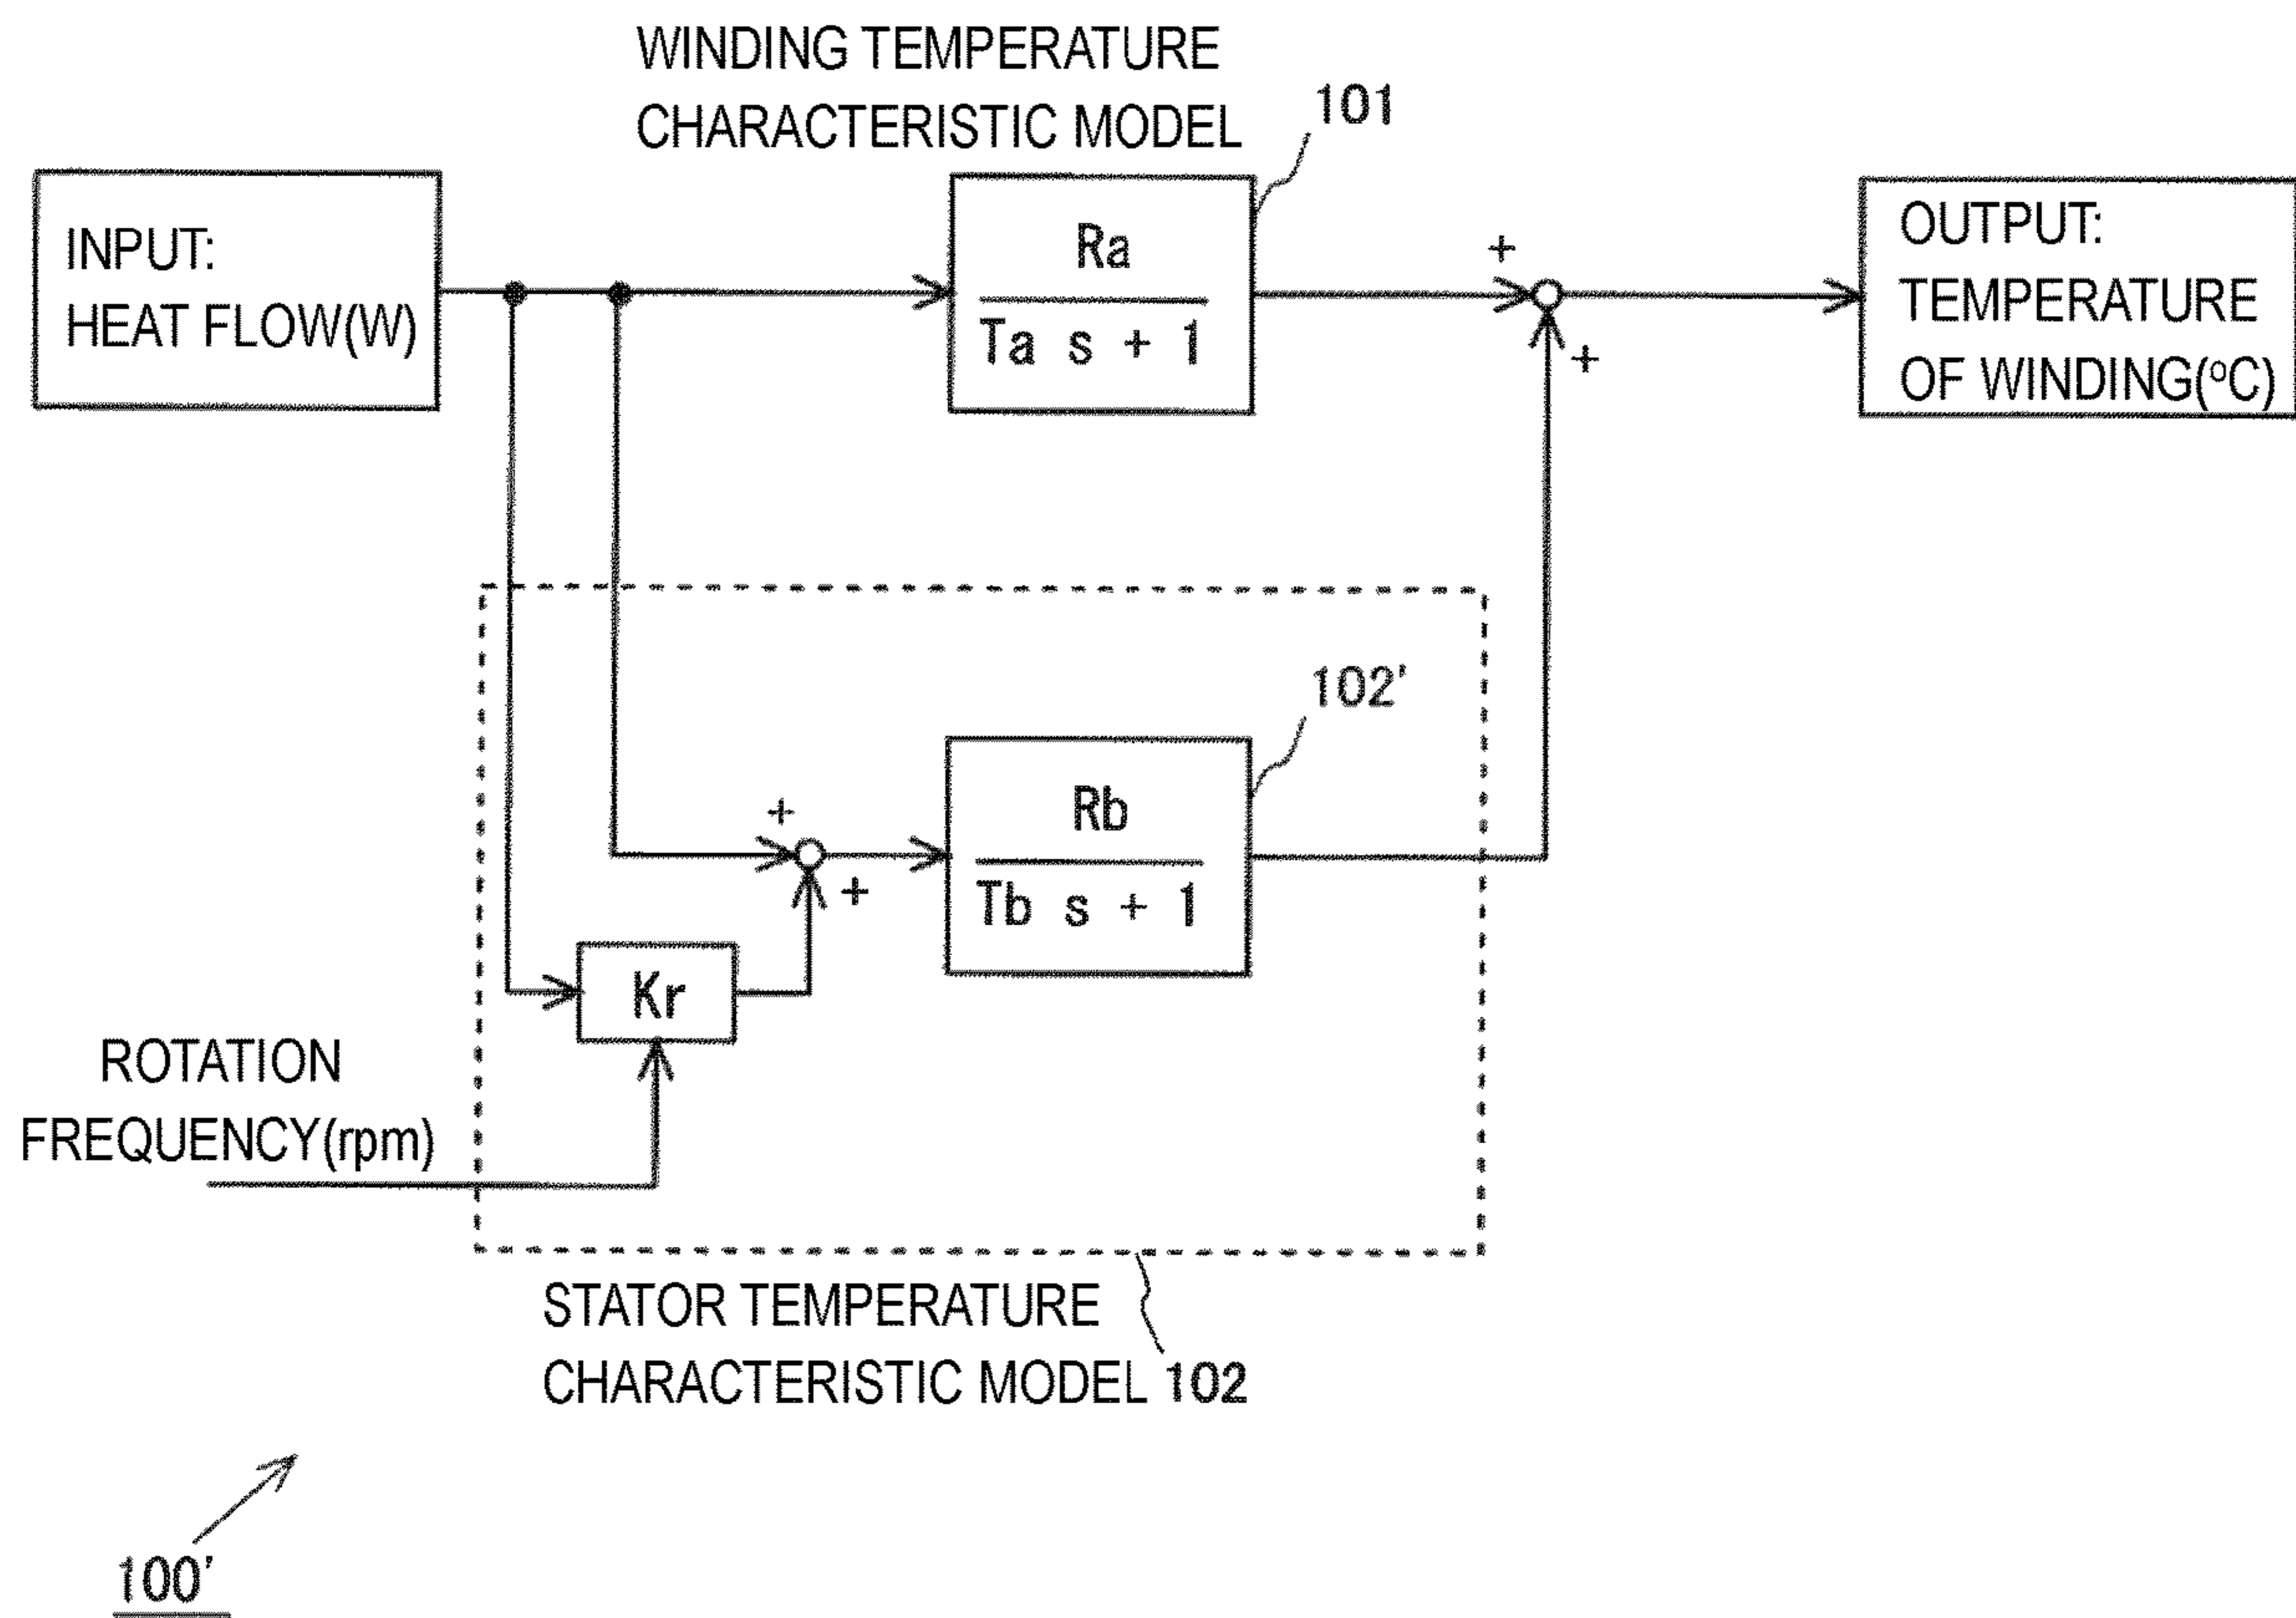 WINDING TEMPERATURE
CHARACTERISTIC MODEL
101
INPUT:
HEAT FLOW(W)
Ra
Ta s + 1
+
+
OUTPUT:
TEMPERATURE
OF WINDING(°C)
102'
Rb
Tb s + 1
+
+
Kr
ROTATION
FREQUENCY(rpm)
STATOR TEMPERATURE
CHARACTERISTIC MODEL 102
100'